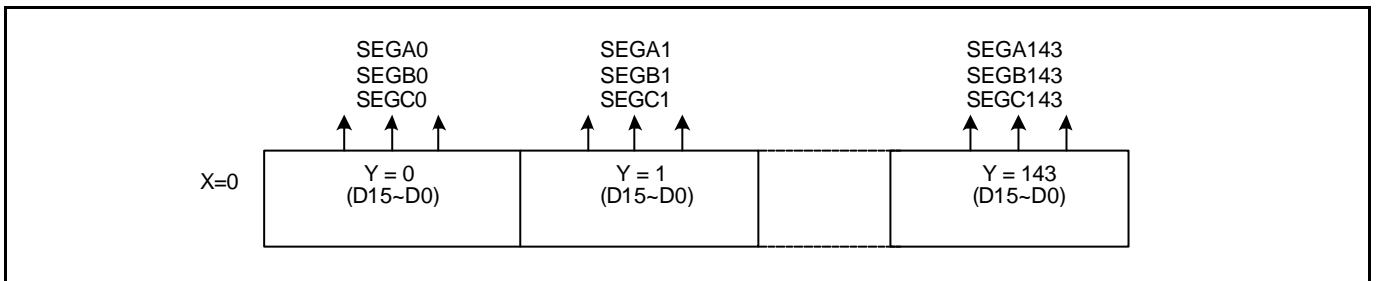 SEGA0
SEGB0
SEGC0
SEGA1
SEGB1
SEGC1
SEGA143
SEGB143
SEGC143
X=0
Y = 0
(D15~D0)
Y = 1
(D15~D0)
Y = 143
(D15~D0)